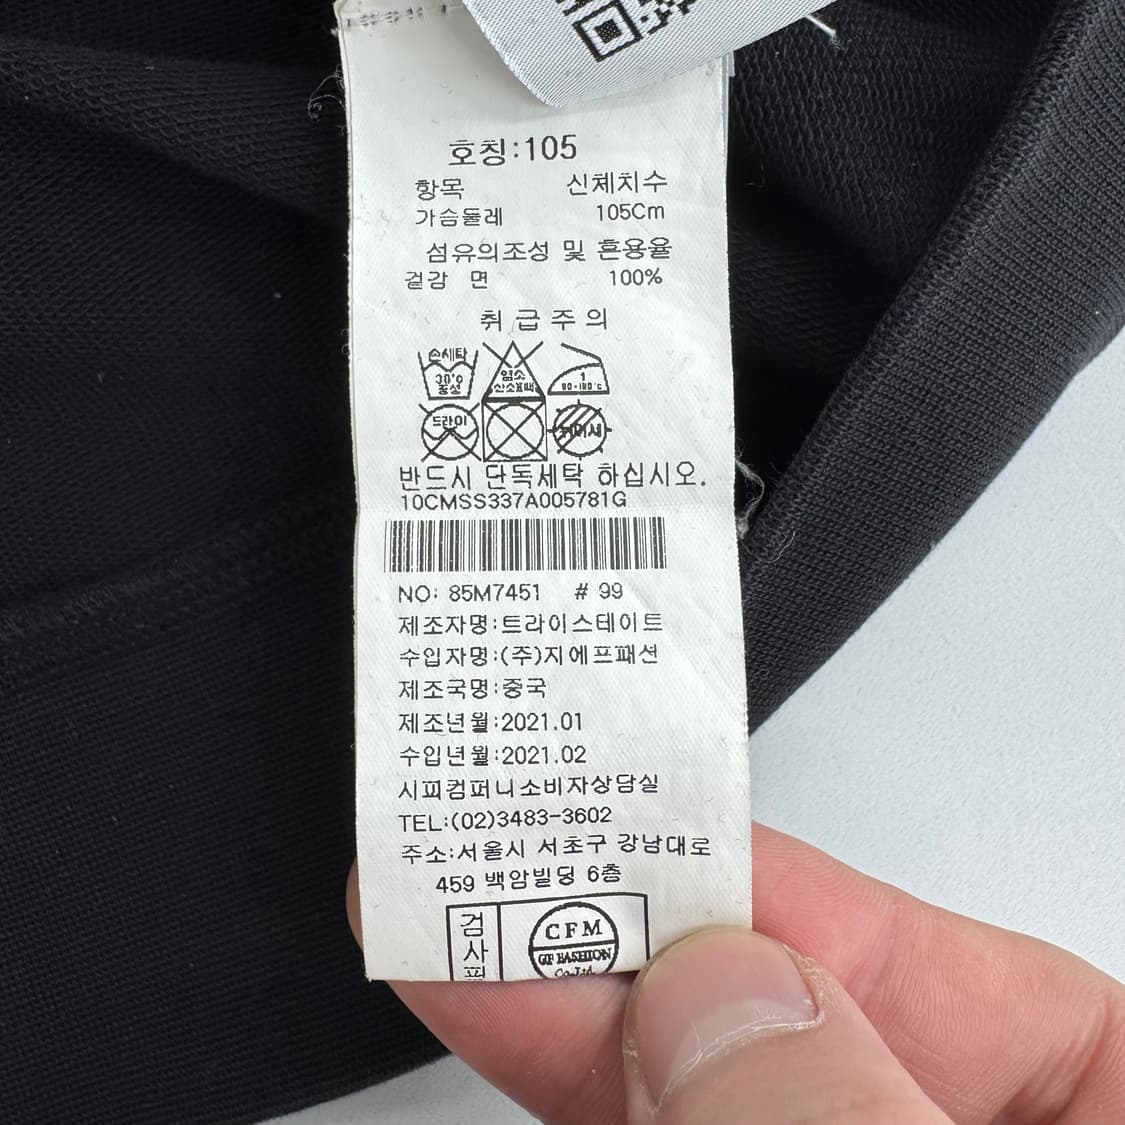 호칭:105
항목 신체치수
가슴둘레 105Cm
섬유의조성 및 혼용율
겉감 면 100%
취급주의
손세탁 염소
30°C 산소표백 1
중성 80-120°C
드라이
반드시 단독세탁 하십시오.
10CMSS337A005781G
NO: 85M7451 # 99
제조자명:트라이스테이트
수입자명:(주)지에프패션
제조국명:중국
제조년월:2021.01
수입년월:2021.02
시피컴퍼니소비자상담실
TEL:(02)3483-3602
주소:서울시 서초구 강남대로
459 백암빌딩 6층
검사필
CFM
GF FASHION
Co.Ltd.